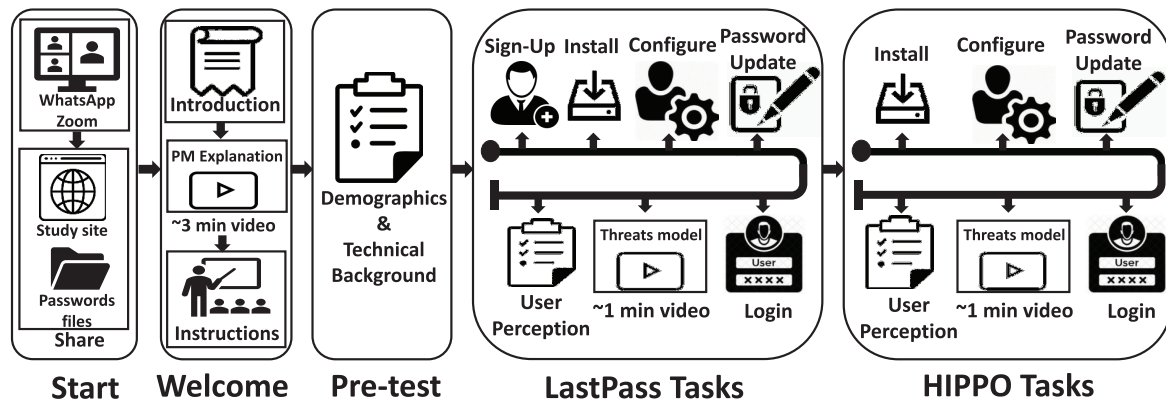 WhatsApp
Zoom
Study site
Passwords
files
Share
Start
Introduction
PM Explanation
~3 min video
Instructions
Welcome
Demographics
&
Technical
Background
Pre-test
Sign-Up
Install
Configure
Password
Update
User
Perception
Threats model
~1 min video
User
XXXX
Login
LastPass Tasks
Install
Configure
Password
Update
User
Perception
Threats model
~1 min video
User
XXXX
Login
HIPPO Tasks